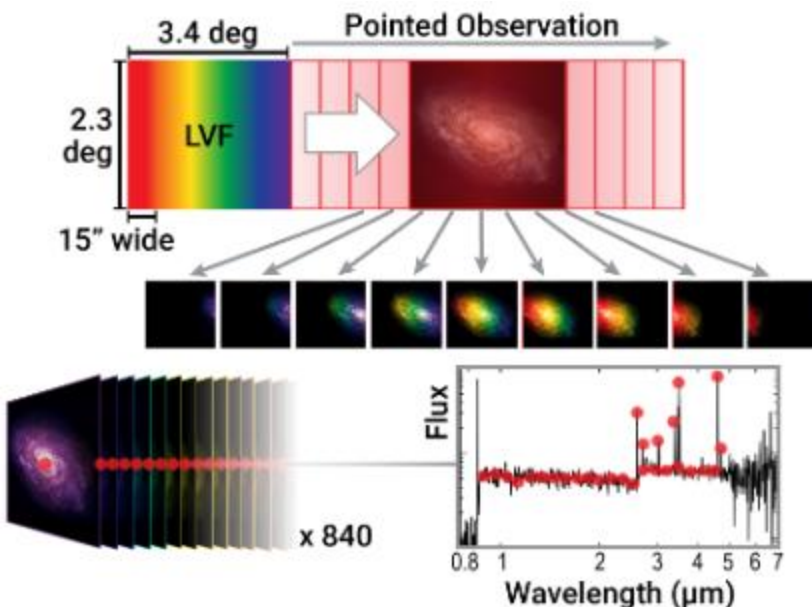 3.4 deg
Pointed Observation
2.3
deg
LVF
15” wide
x 840
Flux
0.8 1 2 3 4 5 6 7
Wavelength (μm)